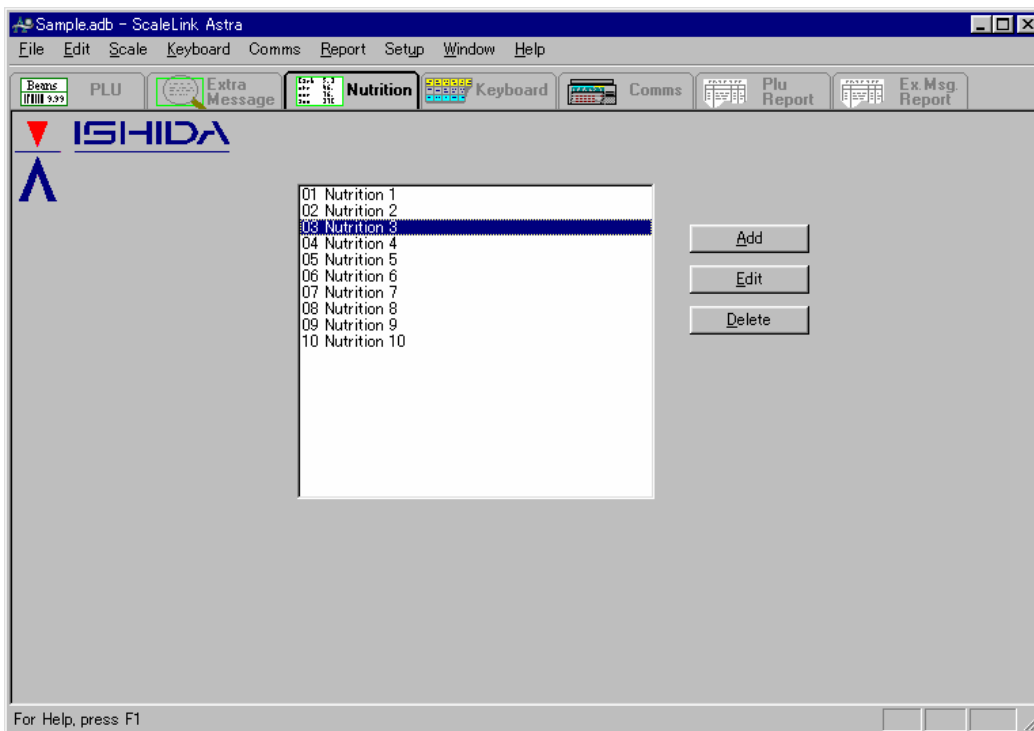 Sample.adb - ScaleLink Astra
File Edit Scale Keyboard Comms Report Setup Window Help
Beans 9.99 PLU Extra Message Nutrition Keyboard Comms Plu Report Ex.Msg. Report
ISHIDA
01 Nutrition 1
02 Nutrition 2
03 Nutrition 3
04 Nutrition 4
05 Nutrition 5
06 Nutrition 6
07 Nutrition 7
08 Nutrition 8
09 Nutrition 9
10 Nutrition 10
Add
Edit
Delete
For Help, press F1